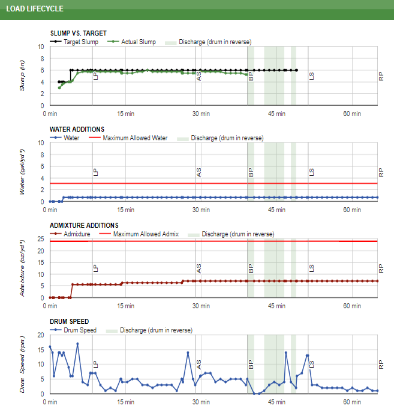 LOAD LIFECYCLE
SLUMP VS. TARGET
Target Slump Actual Slump Discharge (drum in reverse)
Slump (in)
10
8
6
4
2
0
LP AS BP LS RP
0 min 15 min 30 min 45 min 60 min
WATER ADDITIONS
Water Maximum Allowed Water Discharge (drum in reverse)
Water (gal/yd³)
10
8
6
4
2
0
LP AS BP LS RP
0 min 15 min 30 min 45 min 60 min
ADMIXTURE ADDITIONS
Admixture Maximum Allowed Admix Discharge (drum in reverse)
Admixture (oz/yd³)
25
20
15
10
5
0
LP AS BP LS RP
0 min 15 min 30 min 45 min 60 min
DRUM SPEED
Drum Speed Discharge (drum in reverse)
Drum Speed (rpm)
20
15
10
5
0
LP AS BP LS RP
0 min 15 min 30 min 45 min 60 min